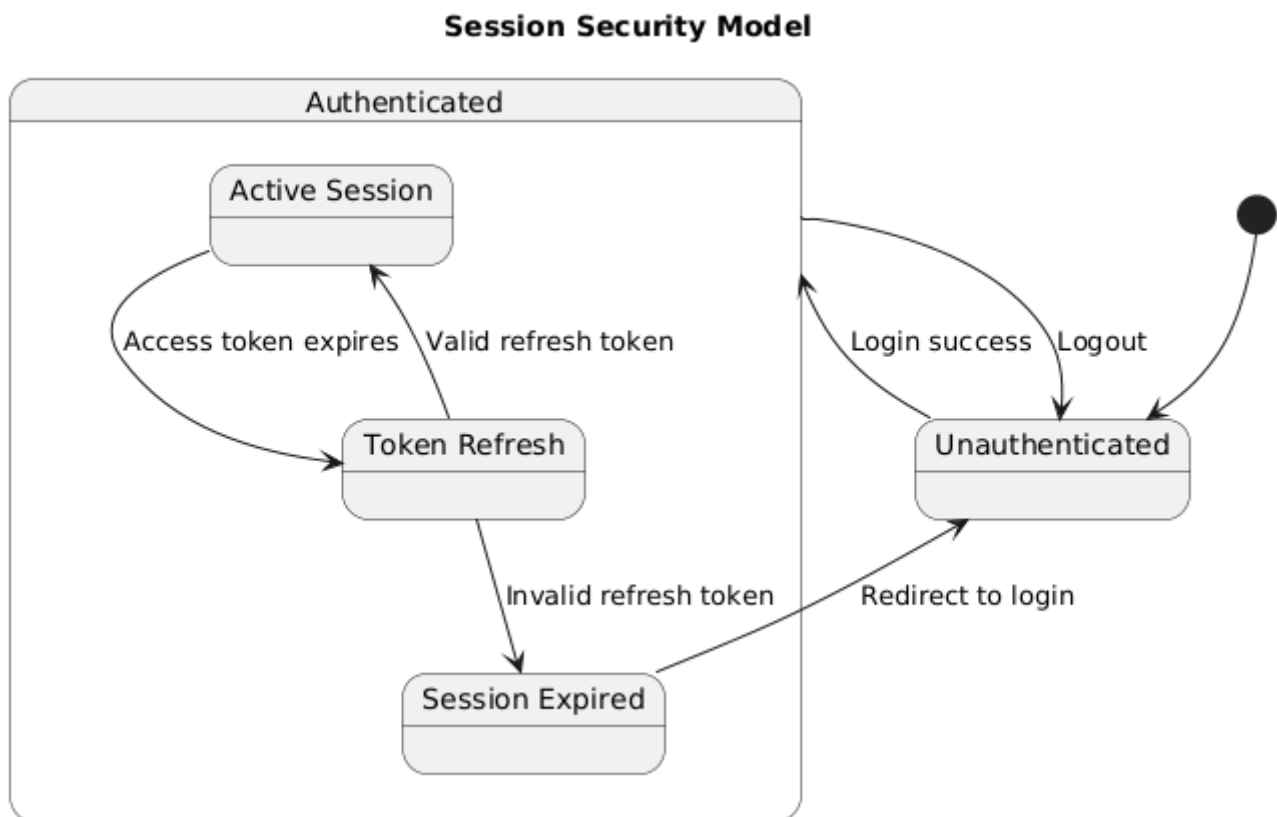 Session Security Model
Authenticated
Active Session
Access token expires
Valid refresh token
Login success
Logout
Token Refresh
Unauthenticated
Invalid refresh token
Redirect to login
Session Expired